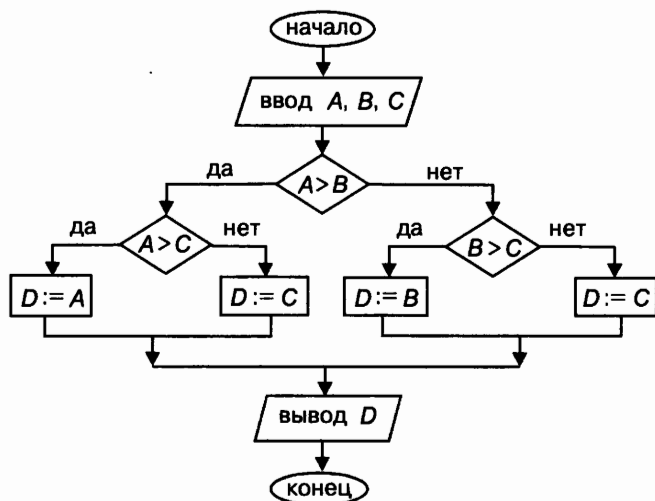 начало
ввод A, B, C
да A>B нет
да A>C нет да B>C нет
D:= A D:= C D:= B D:= C
вывод D
конец